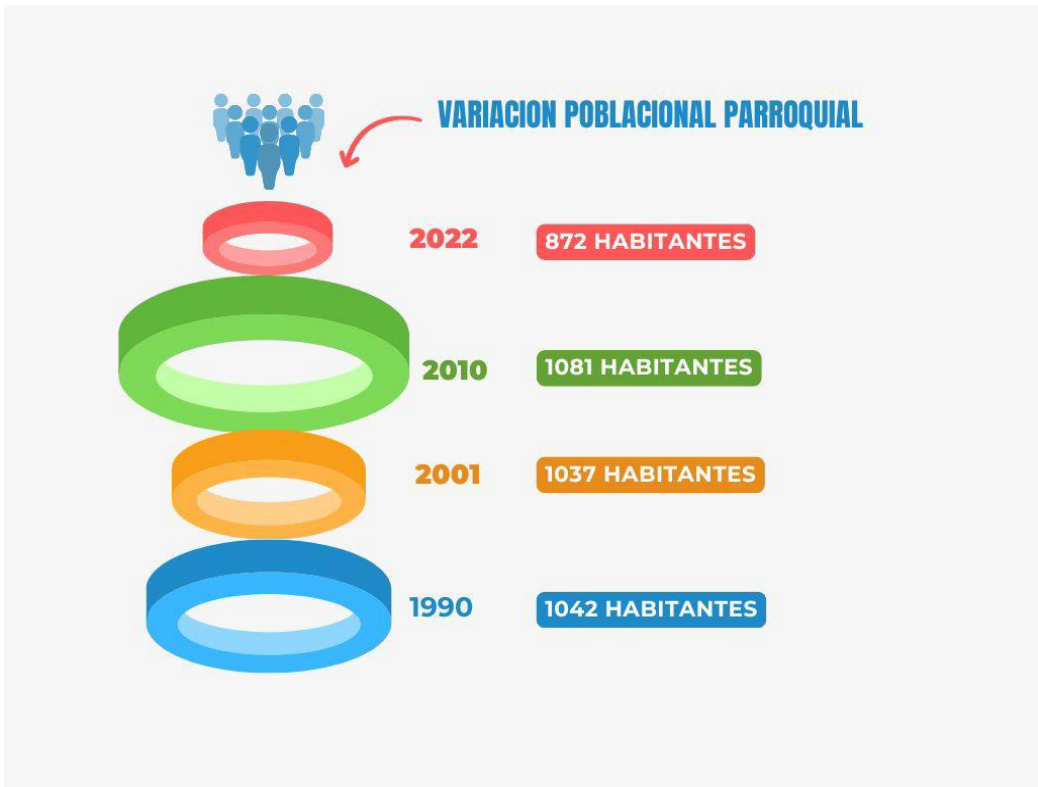 VARIACION POBLACIONAL PARROQUIAL
2022 872 HABITANTES
2010 1081 HABITANTES
2001 1037 HABITANTES
1990 1042 HABITANTES